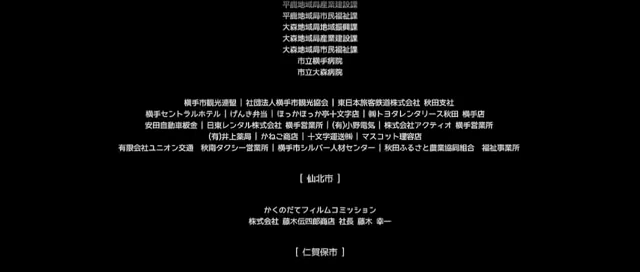 平鹿地域局産業建設課
平鹿地域局市民福祉課
大森地域局地域振興課
大森地域局産業建設課
大森地域局市民福祉課
市立横手病院
市立大森病院
横手市観光連盟 | 社団法人横手市観光協会 | 東日本旅客鉄道株式会社 秋田支社
横手セントラルホテル | げんき弁当 | ほっかほっか亭十文字店 | ㈱トヨタレンタリース秋田 横手店
安田自動車板金 | 日東レンタル株式会社 横手営業所 | (有)小野電気 | 株式会社アクティオ 横手営業所
(有)井上薬局 | かねご商店 | 十文字運送㈱ | マスコット理容店
有限会社ユニオン交通 秋南タクシー営業所 | 横手市シルバー人材センター | 秋田ふるさと農業協同組合 福祉事業所
[ 仙北市 ]
かくのだてフィルムコミッション
株式会社 藤木伝四郎商店 社長 藤木 幸一
[ 仁賀保市 ]